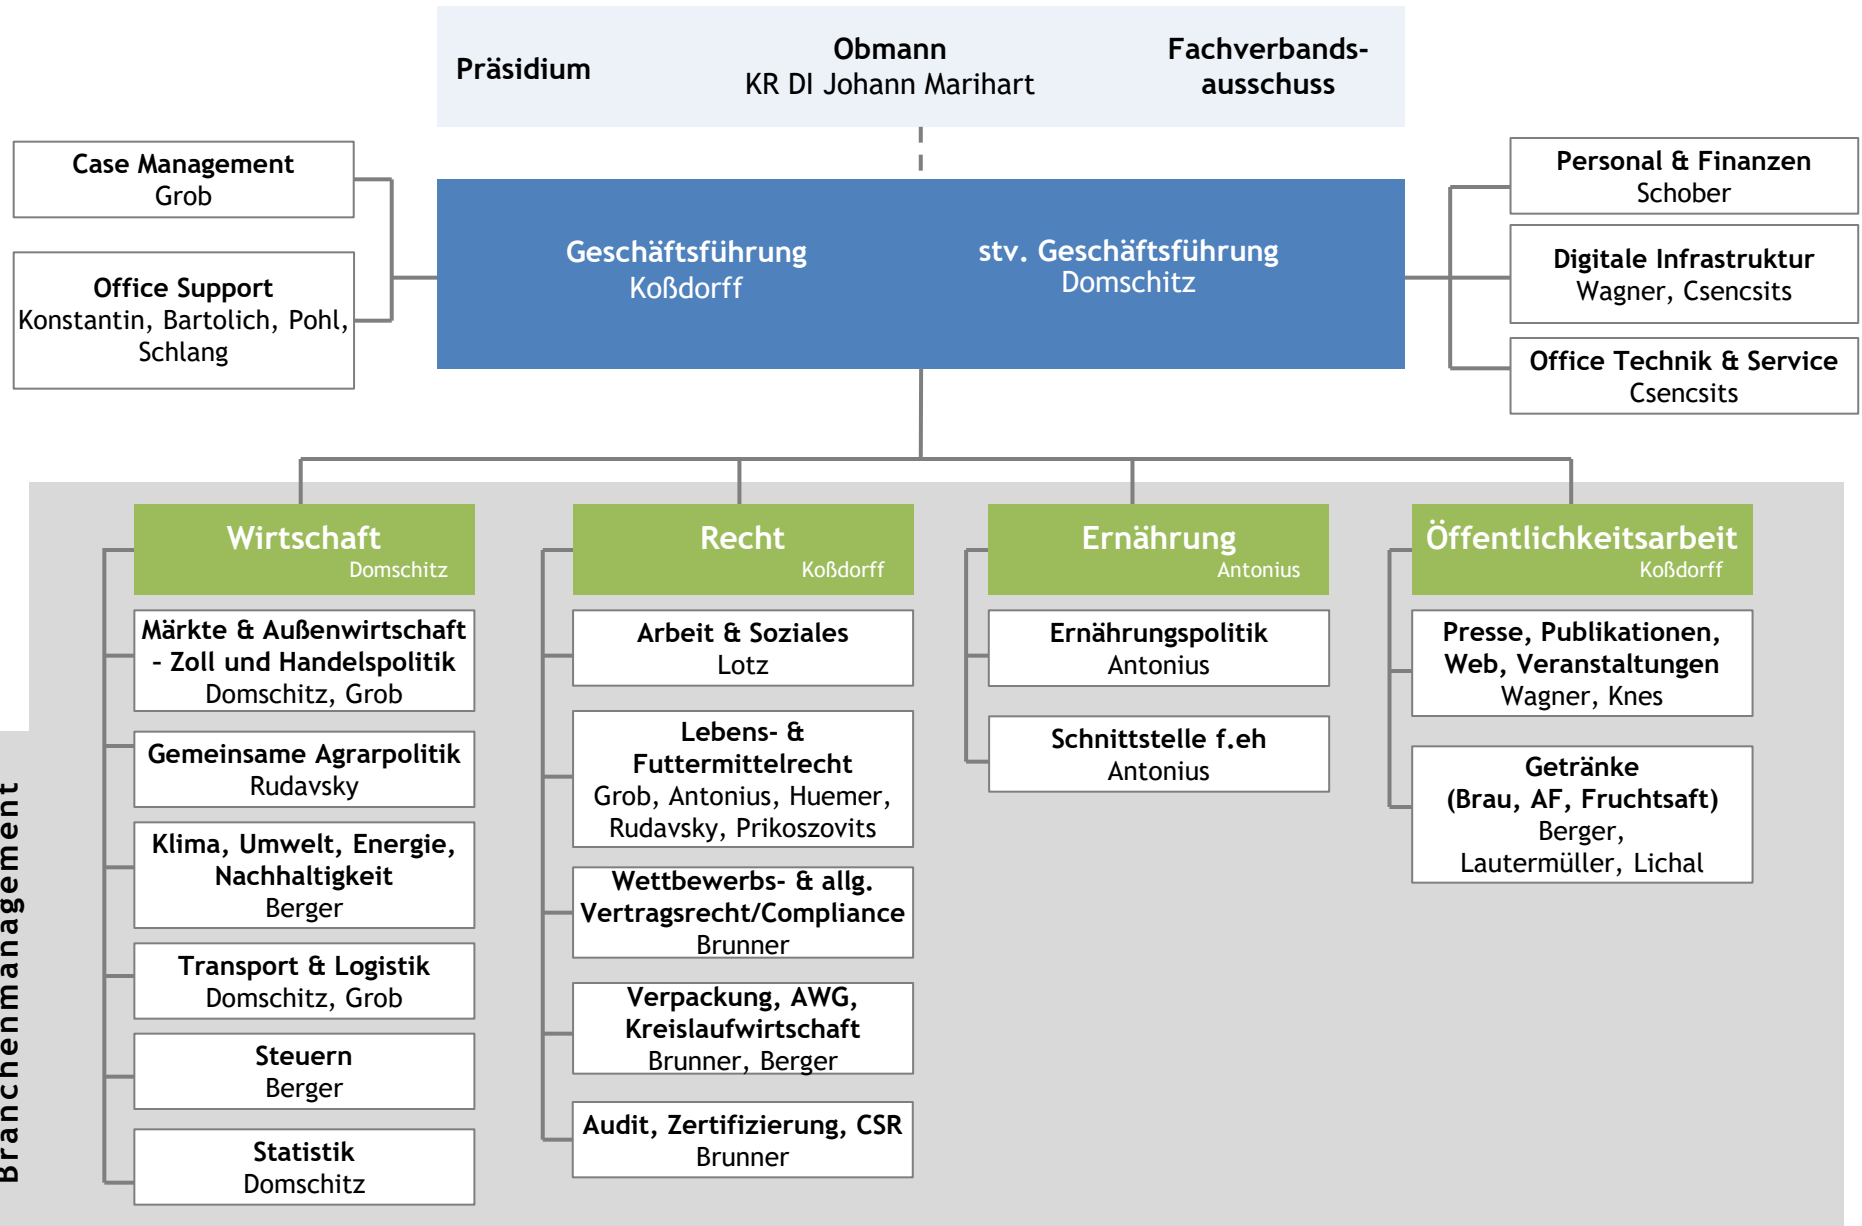 Präsidium
Obmann
KR DI Johann Marihart
Fachverbands-
ausschuss
Case Management
Grob
Office Support
Konstantin, Bartolich, Pohl,
Schlang
Geschäftsführung
Koßdorff
stv. Geschäftsführung
Domschitz
Personal & Finanzen
Schober
Digitale Infrastruktur
Wagner, Csencsits
Office Technik & Service
Csencsits
Branchenmanagement
Wirtschaft
Domschitz
Märkte & Außenwirtschaft
– Zoll und Handelspolitik
Domschitz, Grob
Gemeinsame Agrarpolitik
Rudavsky
Klima, Umwelt, Energie,
Nachhaltigkeit
Berger
Transport & Logistik
Domschitz, Grob
Steuern
Berger
Statistik
Domschitz
Recht
Koßdorff
Arbeit & Soziales
Lotz
Lebens- &
Futtermittelrecht
Grob, Antonius, Huemer,
Rudavsky, Prikoszovits
Wettbewerbs- & allg.
Vertragsrecht/Compliance
Brunner
Verpackung, AWG,
Kreislaufwirtschaft
Brunner, Berger
Audit, Zertifizierung, CSR
Brunner
Ernährung
Antonius
Ernährungspolitik
Antonius
Schnittstelle f.eh
Antonius
Öffentlichkeitsarbeit
Koßdorff
Presse, Publikationen,
Web, Veranstaltungen
Wagner, Knes
Getränke
(Brau, AF, Fruchtsaft)
Berger,
Lautermüller, Lichal